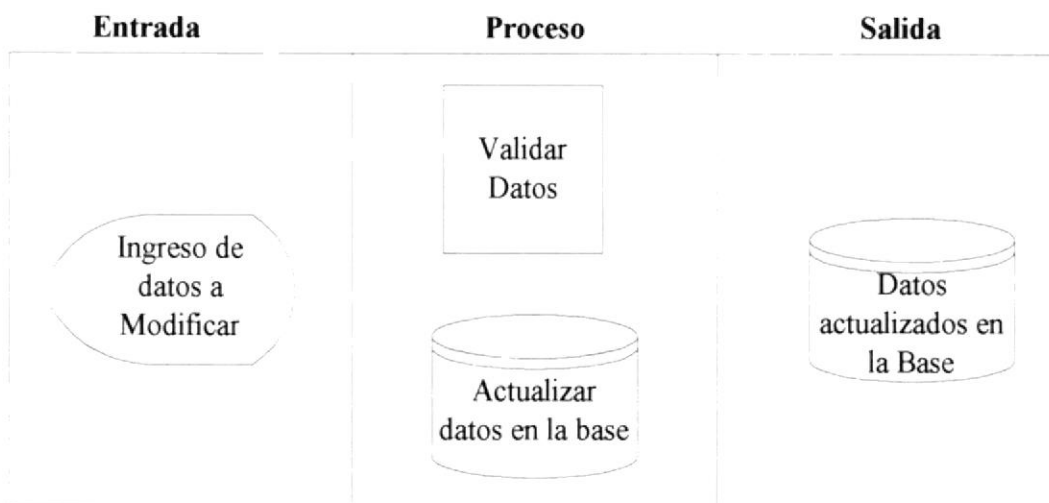 Entrada
Proceso
Salida
Ingreso de
datos a
Modificar
Validar
Datos
Actualizar
datos en la base
Datos
actualizados en
la Base